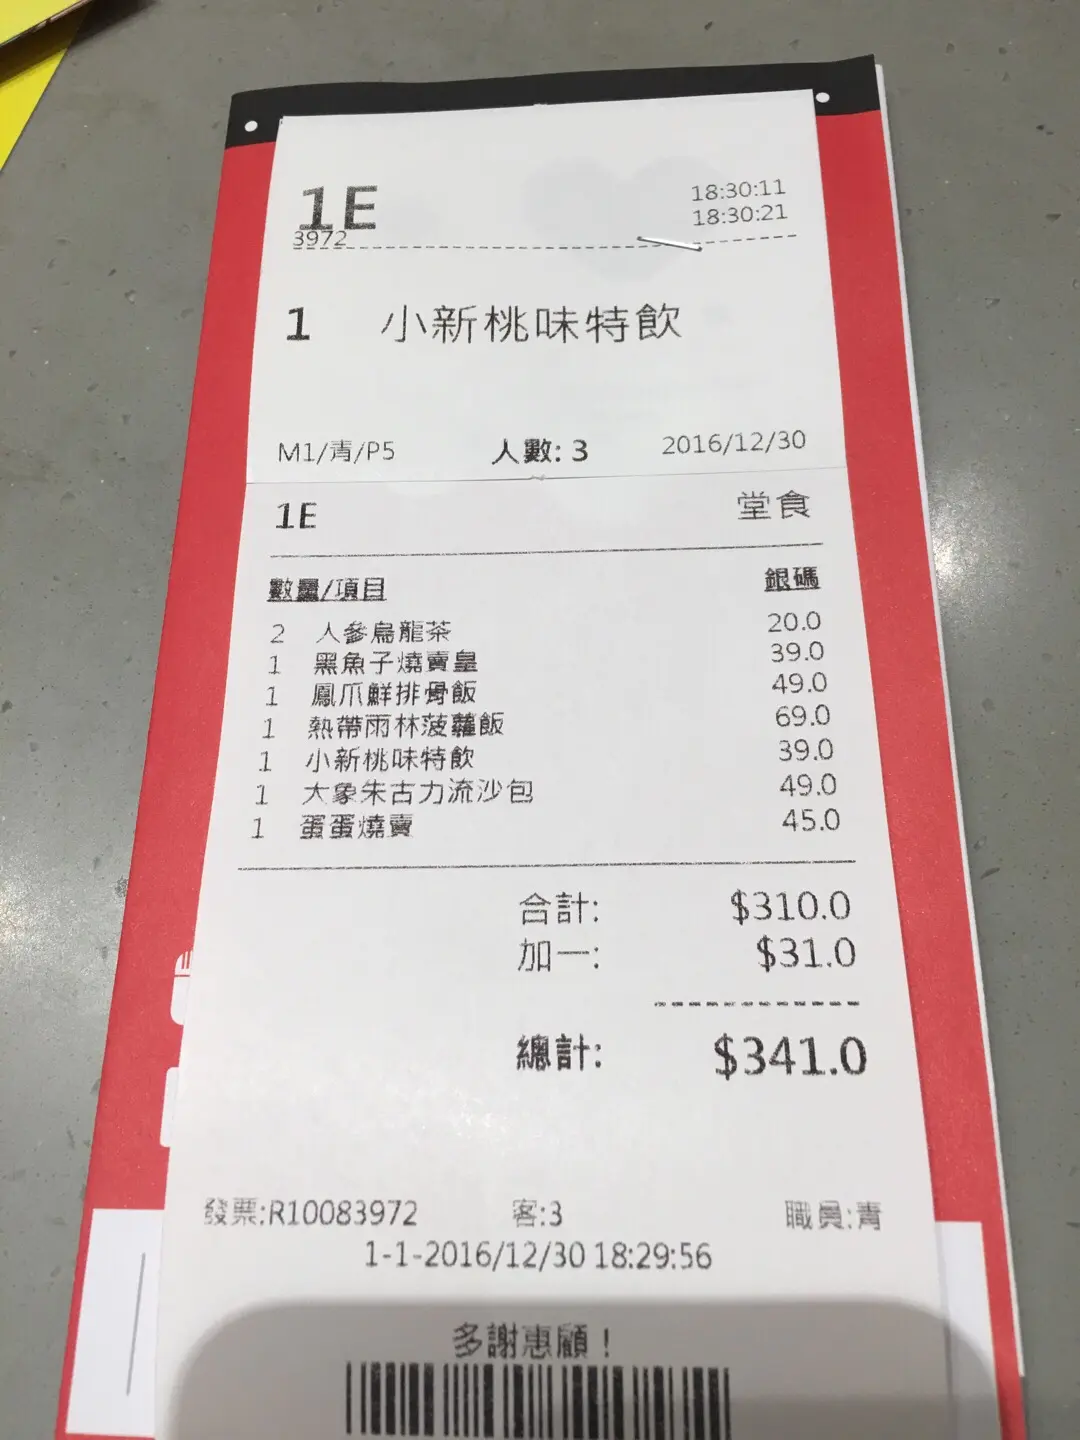 1E 18:30:11
3972 18:30:21
1 小新桃味特飲
M1/青/P5 人數: 3 2016/12/30
1E 堂食
數量/項目 銀碼
2 人參烏龍茶 20.0
1 黑魚子燒賣皇 39.0
1 鳳爪鮮排骨飯 49.0
1 熱帶雨林菠蘿飯 69.0
1 小新桃味特飲 39.0
1 大象朱古力流沙包 49.0
1 蛋蛋燒賣 45.0
合計: $310.0
加一: $31.0
總計: $341.0
發票:R10083972 客:3 職員:青
1-1-2016/12/30 18:29:56
多謝惠顧！